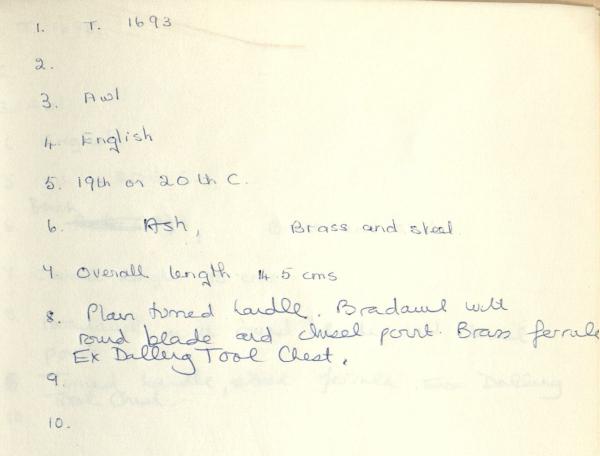 1. T. 1693
2.
3. Awl
4. English
5. 19th or 20th C.
6. Ash, Brass and steel
7. Overall length 14 5 cms
8. Plain turned handle. Bradawl with
round blade and chisel point. Brass ferrule
Ex Dalling Tool Chest.
9.
10.